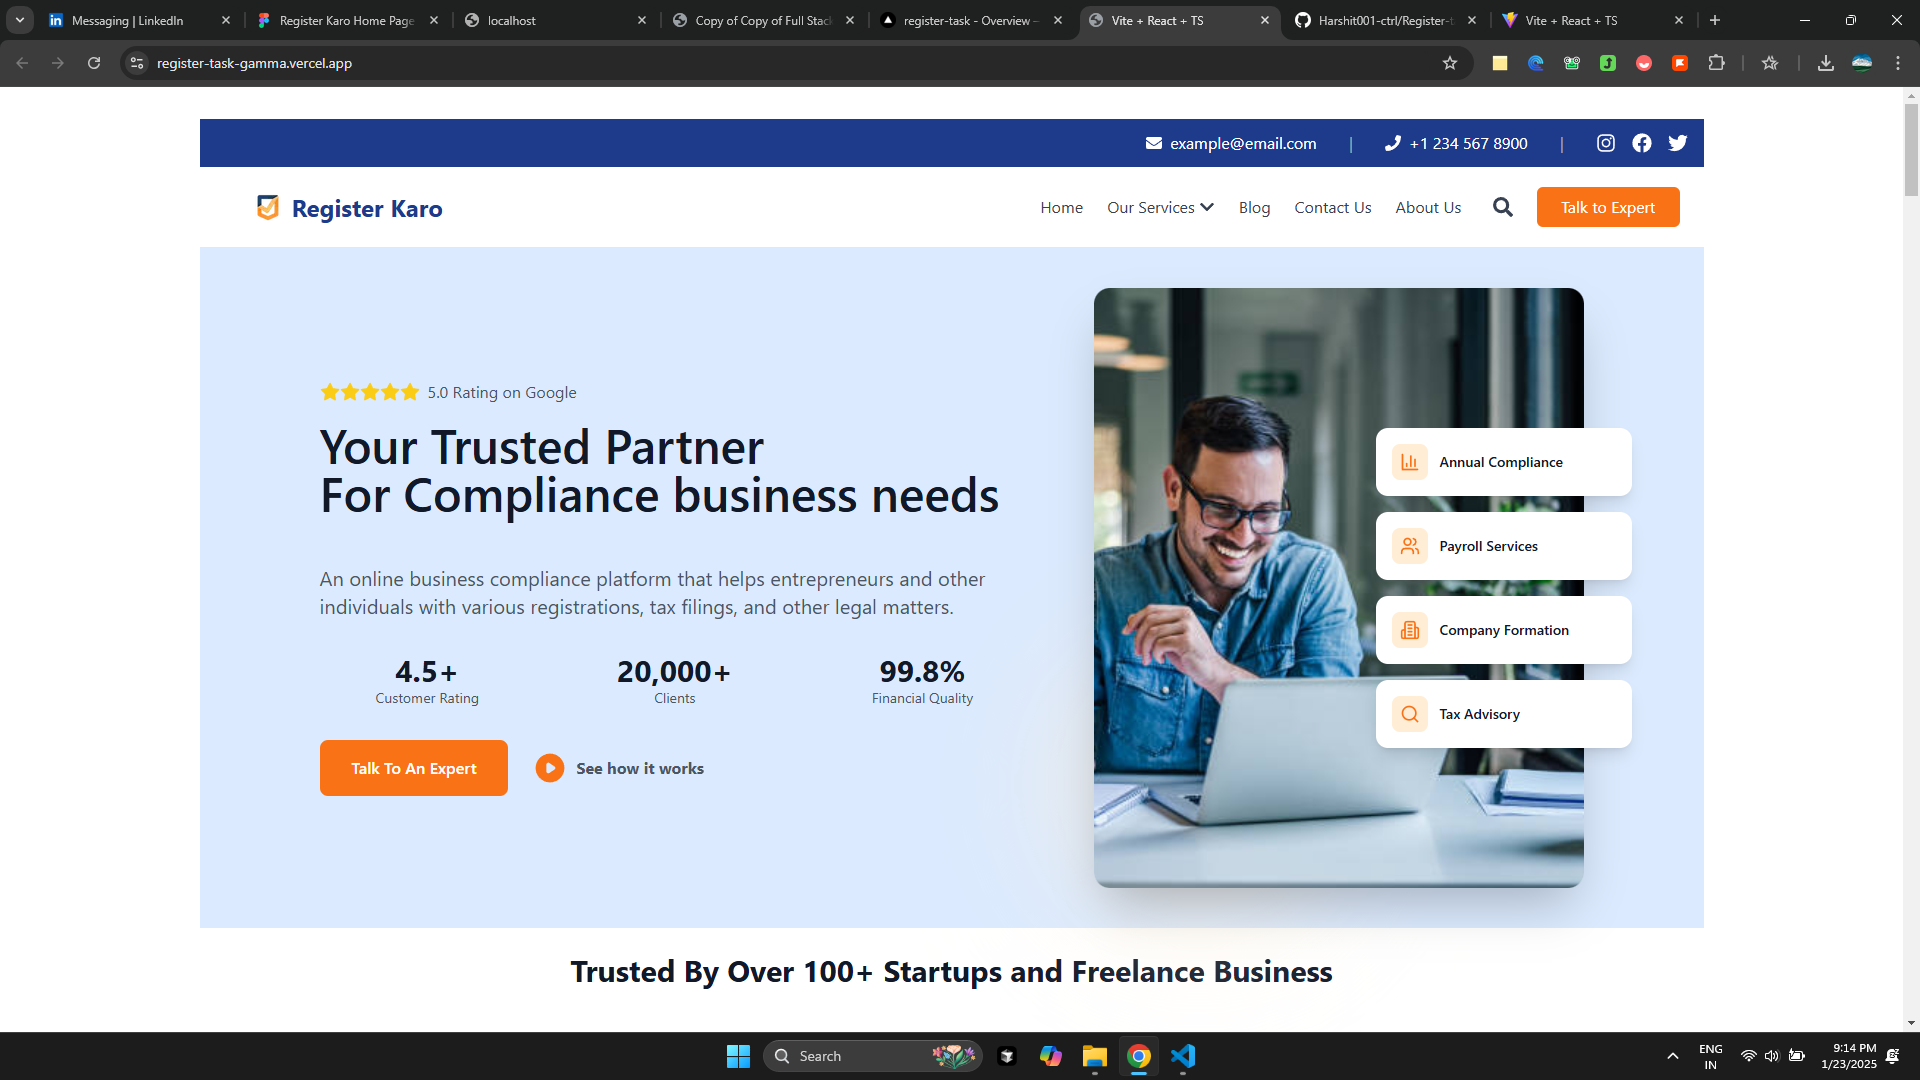 Messaging | LinkedIn
Register Karo Home Page
localhost
Copy of Copy of Full Stack
register-task - Overview –
Vite + React + TS
Harshit001-ctrl/Register-t
Vite + React + TS
register-task-gamma.vercel.app
example@email.com | +1 234 567 8900 |
Register Karo
Home Our Services Blog Contact Us About Us Talk to Expert
5.0 Rating on Google
Your Trusted Partner
For Compliance business needs
An online business compliance platform that helps entrepreneurs and other
individuals with various registrations, tax filings, and other legal matters.
4.5+ 20,000+ 99.8%
Customer Rating Clients Financial Quality
Talk To An Expert See how it works
Annual Compliance
Payroll Services
Company Formation
Tax Advisory
Trusted By Over 100+ Startups and Freelance Business
Search
ENG
IN
9:14 PM
1/23/2025